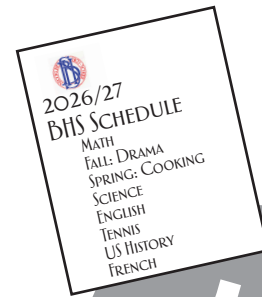 2026/27
BHS Schedule
Math
Fall: Drama
Spring: Cooking
Science
English
Tennis
US History
French